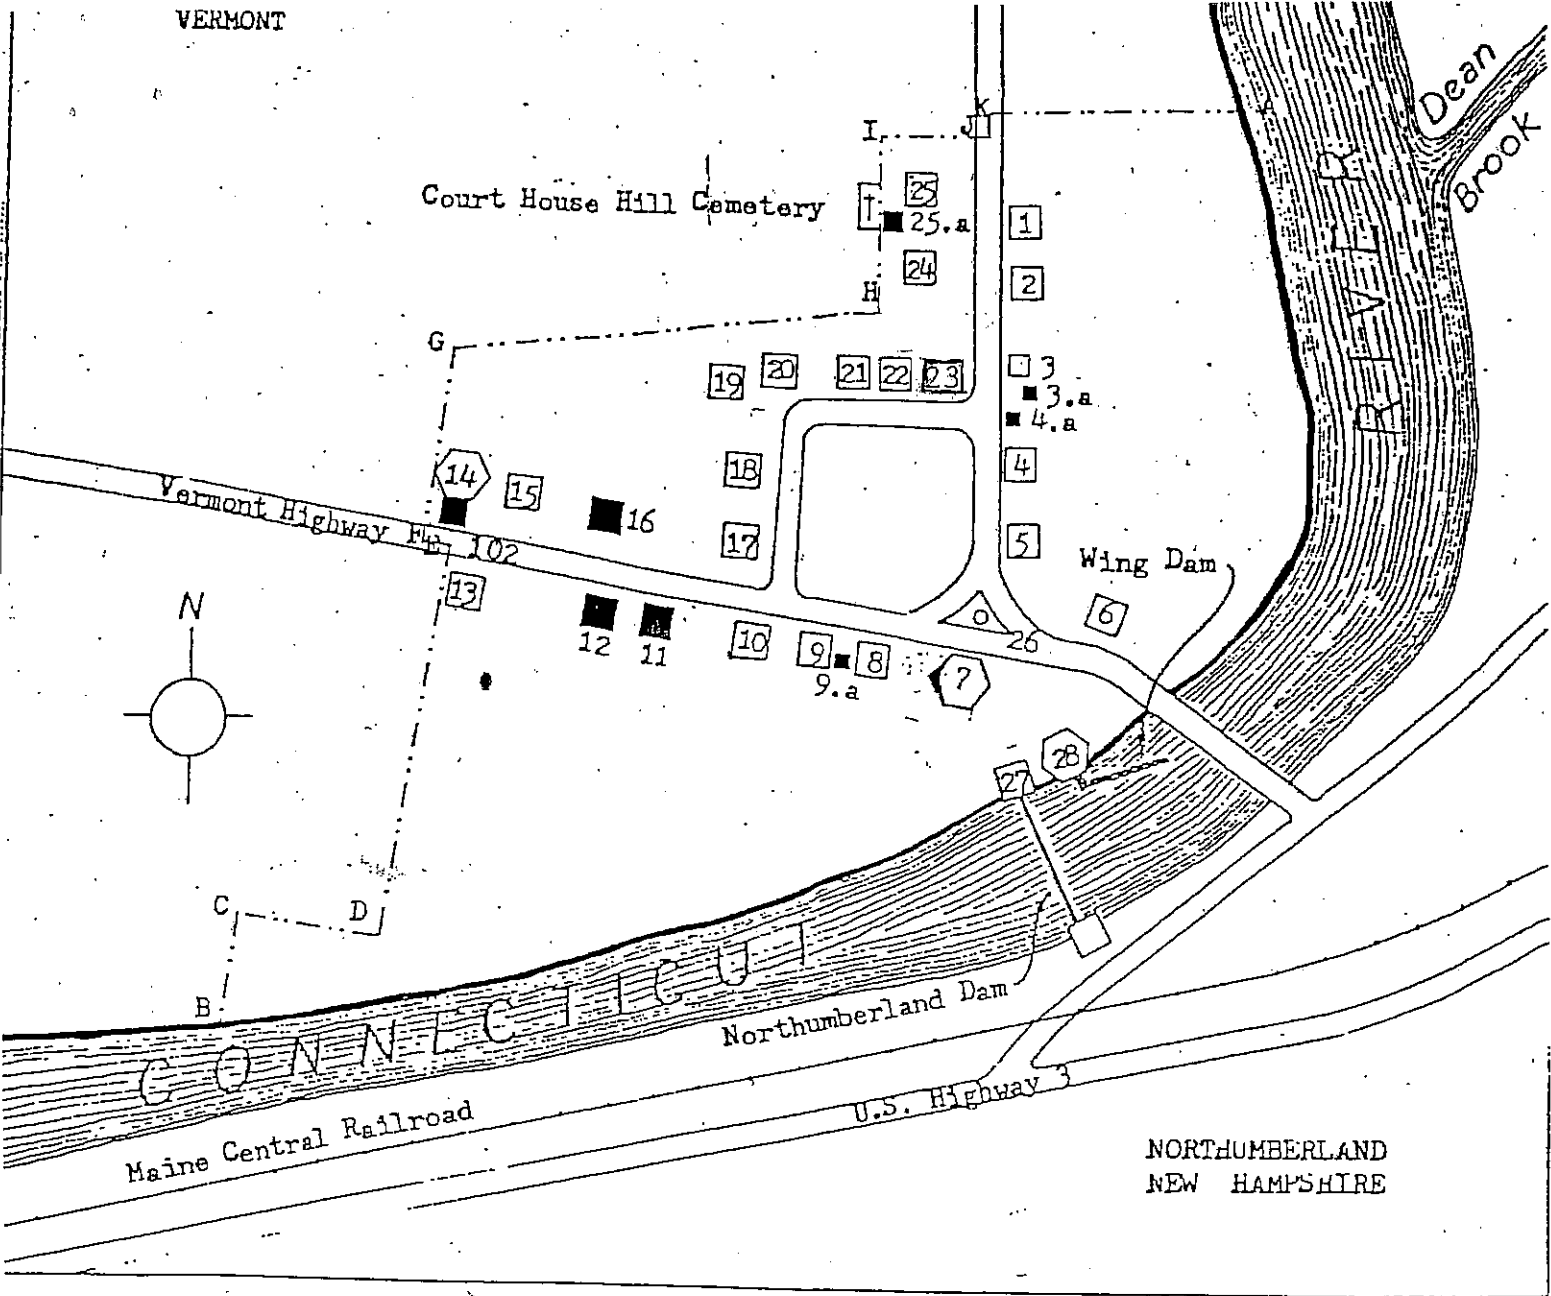 VERMONT
Dean
Brook
K
A
I
J
Court House Hill Cemetery
25
25.a
1
24
2
H
G
RIVER
19
20
21
22
23
3
3.a
4.a
14
15
16
18
4
17
5
Vermont Highway 102
F
E
Wing Dam
13
N
12
11
10
9
8
9.a
7
26
6
28
27
C
D
B
CONNECTICUT
Northumberland Dam
U.S. Highway 3
Maine Central Railroad
NORTHUMBERLAND
NEW HAMPSHIRE